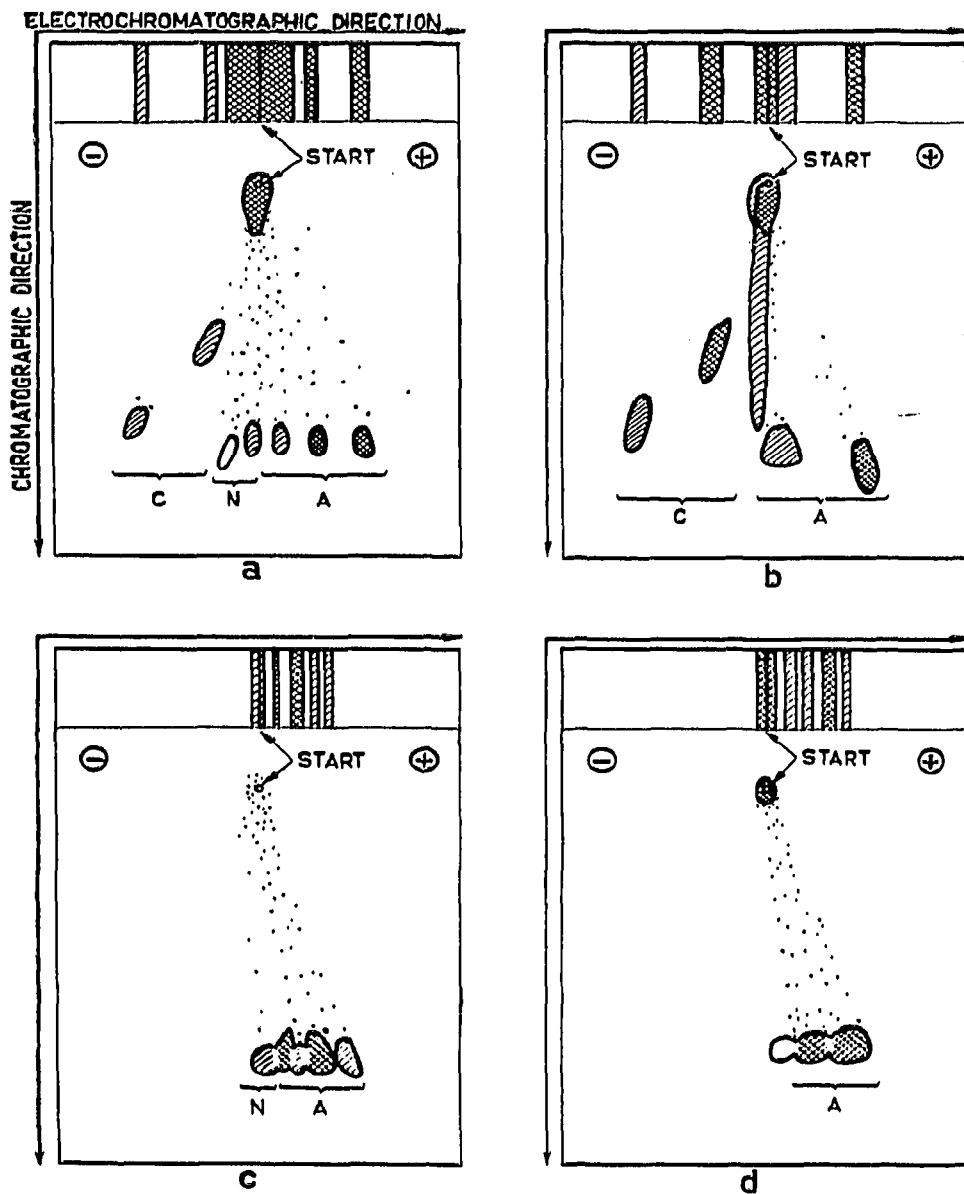 ELECTROCHROMATOGRAPHIC DIRECTION
CHROMATOGRAPHIC DIRECTION
⊖ START ⊕
C N A
a
⊖ START ⊕
C A
b
⊖ START ⊕
N A
c
⊖ START ⊕
A
d